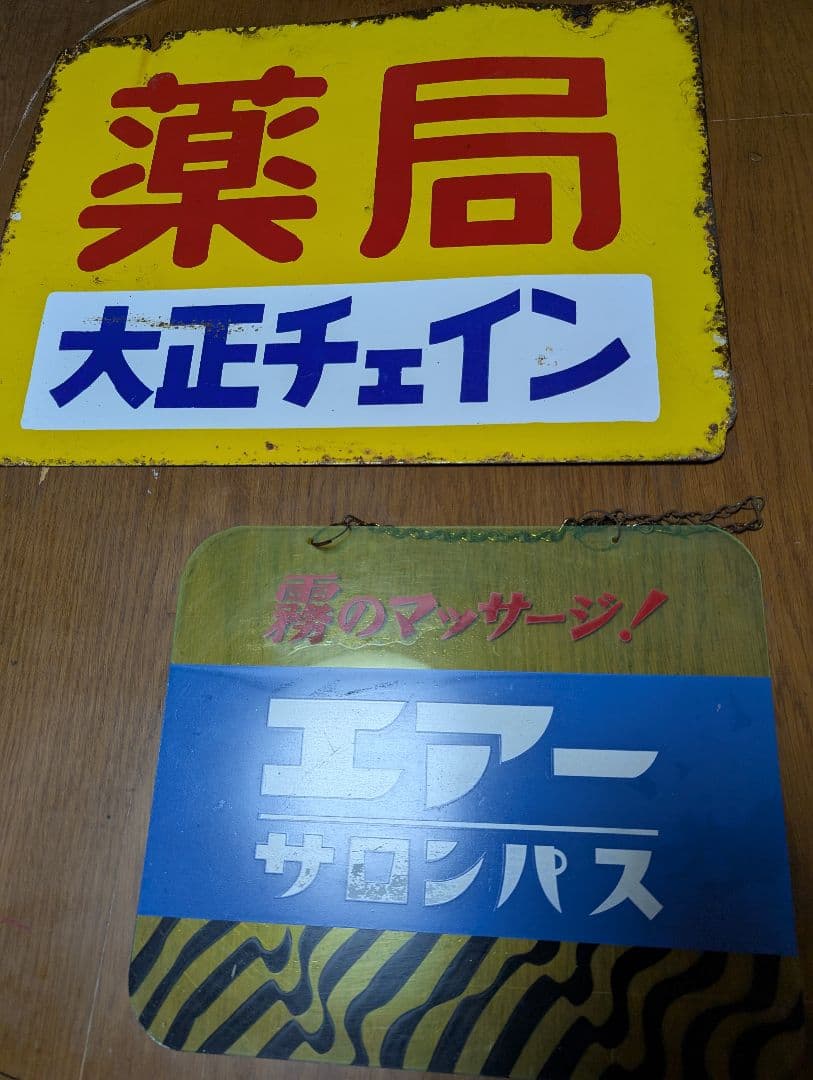 薬局
大正チェイン
霧のマッサージ!
エアー
サロンパス